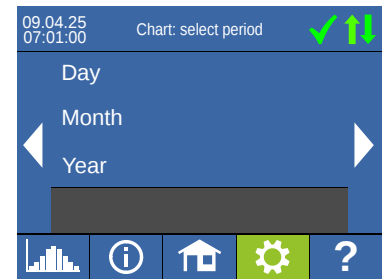 09.04.25
07:01:00
Chart: select period
Day
Month
Year
?